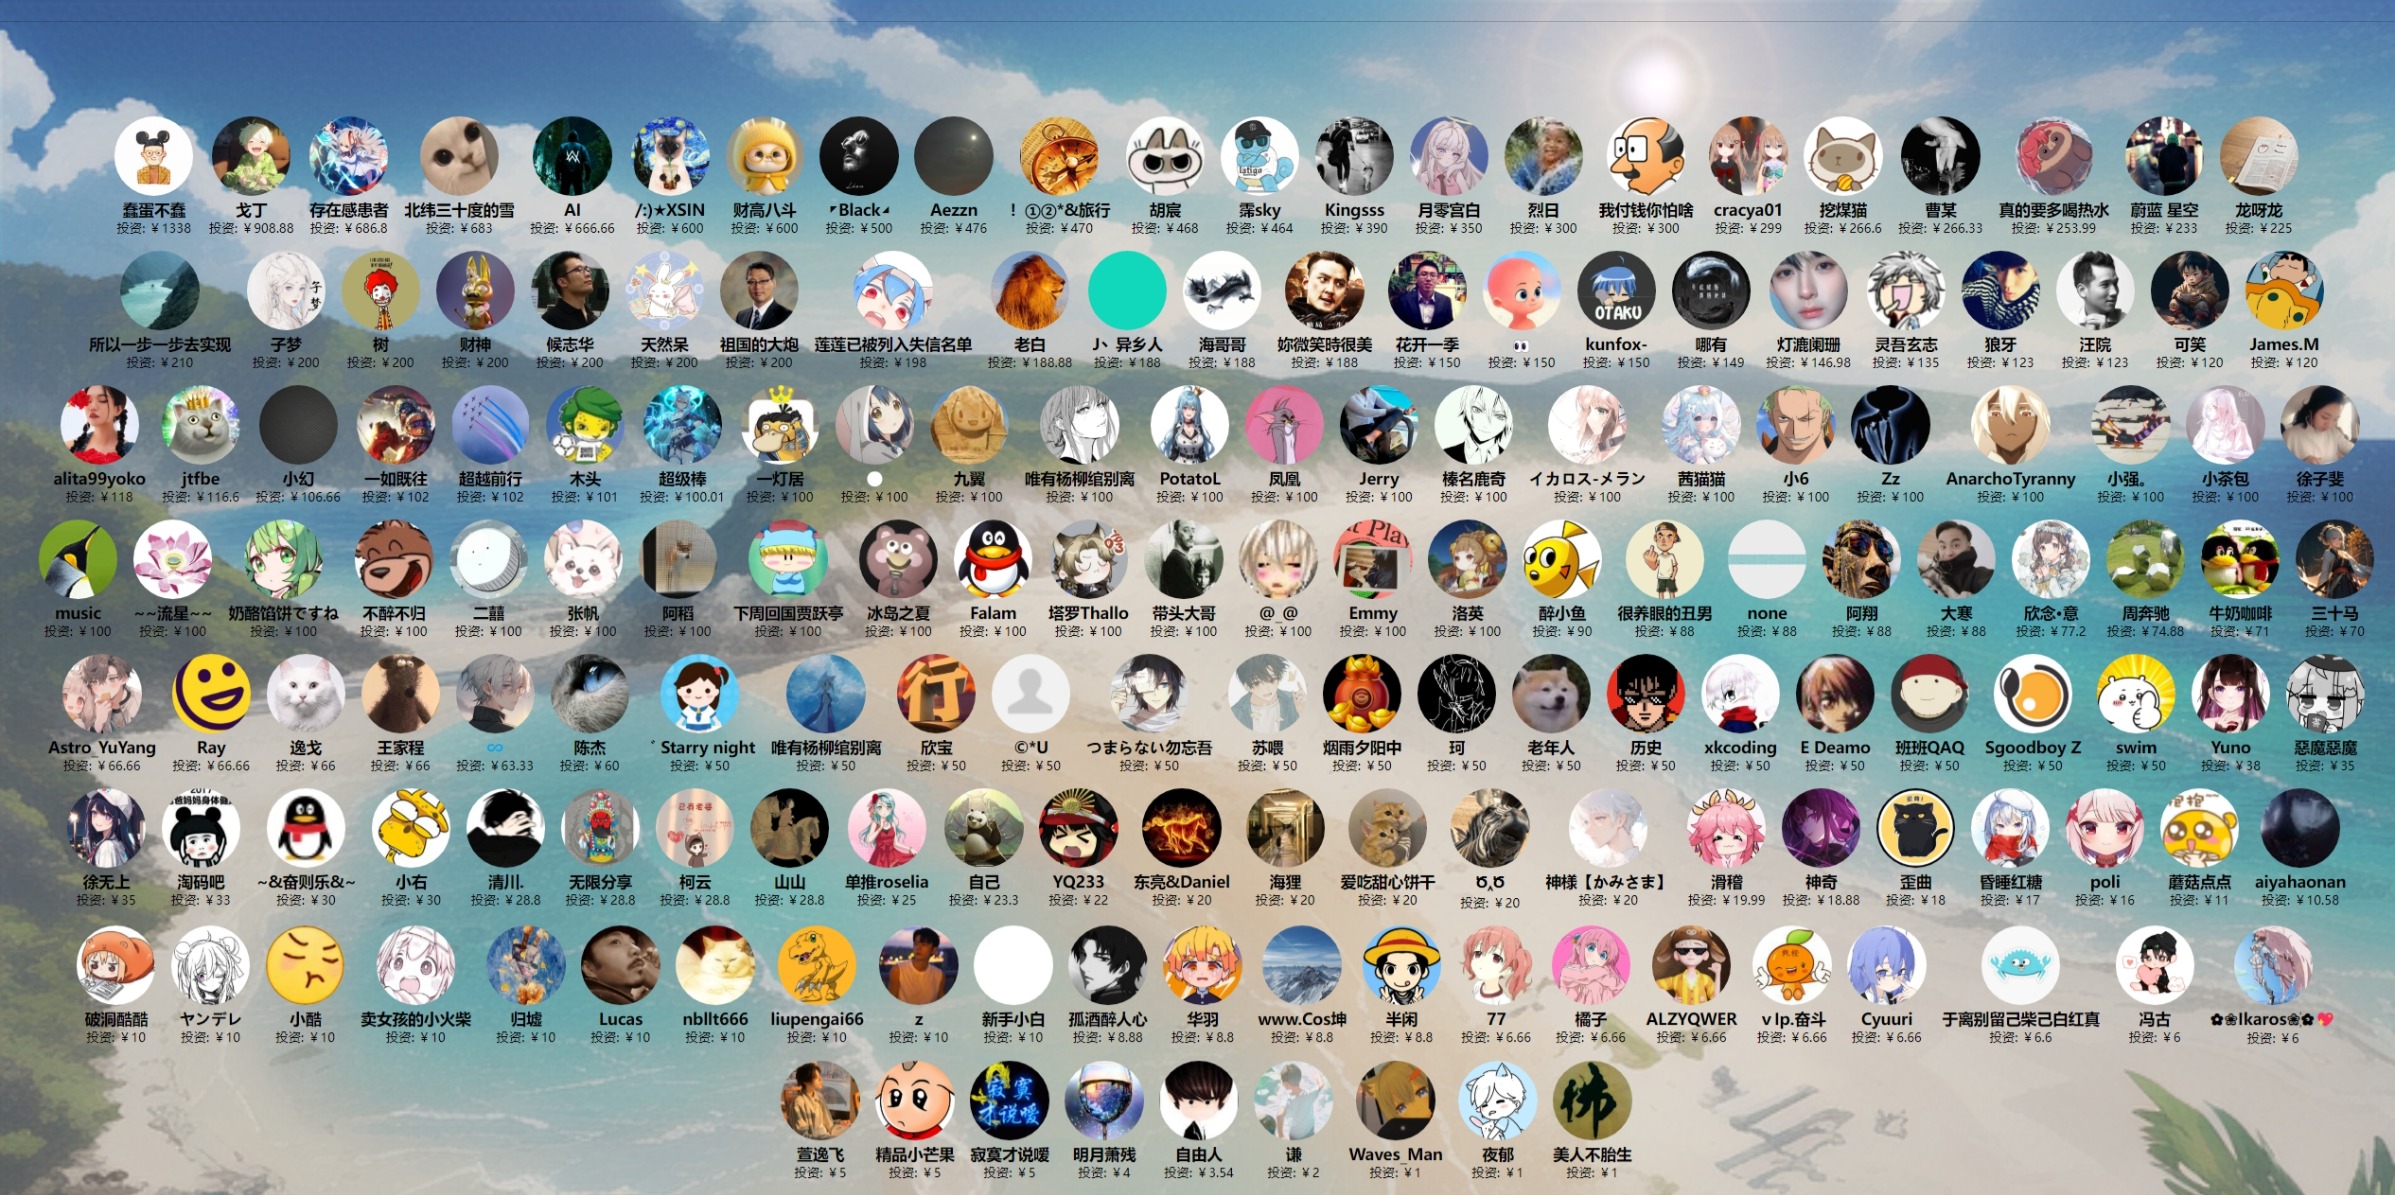 蠢蛋不蠢 戈丁 存在感患者 北纬三十度的雪 AI /:)★XSIN 财高八斗 ◤Black◢ Aezzn ！①②*&旅行 胡宸 霈sky Kingsss 月零宫白 烈日 我付钱你怕啥 cracya01 挖煤猫 曹某 真的要多喝热水 蔚蓝 星空 龙呀龙
投资: ￥1338 投资: ￥908.88 投资: ￥686.8 投资: ￥683 投资: ￥666.66 投资: ￥600 投资: ￥600 投资: ￥500 投资: ￥476 投资: ￥470 投资: ￥468 投资: ￥464 投资: ￥390 投资: ￥350 投资: ￥300 投资: ￥300 投资: ￥299 投资: ￥266.6 投资: ￥266.33 投资: ￥253.99 投资: ￥233 投资: ￥225
子梦 OTAKU
所以一步一步去实现 子梦 树 财神 候志华 天然呆 祖国的大炮 莲莲已被列入失信名单 老白 J丶异乡人 海哥哥 妳微笑時很美 花开一季 👀 kunfox- 哪有 灯漉阑珊 灵吾玄志 狼牙 汪院 可笑 James.M
投资: ￥210 投资: ￥200 投资: ￥200 投资: ￥200 投资: ￥200 投资: ￥200 投资: ￥200 投资: ￥198 投资: ￥188.88 投资: ￥188 投资: ￥188 投资: ￥188 投资: ￥150 投资: ￥150 投资: ￥150 投资: ￥149 投资: ￥146.98 投资: ￥135 投资: ￥123 投资: ￥123 投资: ￥120 投资: ￥120
alita99yoko jtfbe 小幻 一如既往 超越前行 木头 超级棒 一灯居 九翼 唯有杨柳绾别离 PotatoL 凤凰 Jerry 榛名鹿奇 イカロス-メラン 茜猫猫 小6 Zz AnarchoTyranny 小强。 小茶包 徐子斐
投资: ￥118 投资: ￥116.6 投资: ￥106.66 投资: ￥102 投资: ￥102 投资: ￥101 投资: ￥100.01 投资: ￥100 投资: ￥100 投资: ￥100 投资: ￥100 投资: ￥100 投资: ￥100 投资: ￥100 投资: ￥100 投资: ￥100 投资: ￥100 投资: ￥100 投资: ￥100 投资: ￥100 投资: ￥100 投资: ￥100 投资: ￥100
music ~~流星~~ 奶酪馅饼ですね 不醉不归 二囍 张帆 阿稻 下周回国贾跃亭 冰岛之夏 Falam 塔罗Thallo 带头大哥 @_@ Emmy 洛英 醉小鱼 很养眼的丑男 none 阿翔 大寒 欣念•意 周奔驰 牛奶咖啡 三十马
投资: ￥100 投资: ￥100 投资: ￥100 投资: ￥100 投资: ￥100 投资: ￥100 投资: ￥100 投资: ￥100 投资: ￥100 投资: ￥100 投资: ￥100 投资: ￥100 投资: ￥100 投资: ￥100 投资: ￥100 投资: ￥90 投资: ￥88 投资: ￥88 投资: ￥88 投资: ￥88 投资: ￥77.2 投资: ￥74.88 投资: ￥71 投资: ￥70
行
Astro_YuYang Ray 逸戈 王家程 ∞ 陈杰 ゛Starry night 唯有杨柳绾别离 欣宝 ©*U つまらない勿忘吾 苏喂 烟雨夕阳中 珂 老年人 历史 xkcoding E Deamo 班班QAQ Sgoodboy Z swim Yuno 惡魔惡魔
投资: ￥66.66 投资: ￥66.66 投资: ￥66 投资: ￥66 投资: ￥63.33 投资: ￥60 投资: ￥50 投资: ￥50 投资: ￥50 投资: ￥50 投资: ￥50 投资: ￥50 投资: ￥50 投资: ￥50 投资: ￥50 投资: ￥50 投资: ￥50 投资: ￥50 投资: ￥50 投资: ￥50 投资: ￥50 投资: ￥38 投资: ￥35
徐无上 淘码吧 ~&奋则乐&~ 小右 清川. 无限分享 柯云 山山 单推roselia 自己 YQ233 东亮&Daniel 海狸 爱吃甜心饼干 神様【かみさま】 滑稽 神奇 歪曲 昏睡红糖 poli 蘑菇点点 aiyahaonan
投资: ￥35 投资: ￥33 投资: ￥30 投资: ￥30 投资: ￥28.8 投资: ￥28.8 投资: ￥28.8 投资: ￥28.8 投资: ￥25 投资: ￥23.3 投资: ￥22 投资: ￥20 投资: ￥20 投资: ￥20 投资: ￥20 投资: ￥20 投资: ￥19.99 投资: ￥18.88 投资: ￥18 投资: ￥17 投资: ￥16 投资: ￥11 投资: ￥10.58
破洞酷酷 ヤンデレ 小酷 卖女孩的小火柴 归墟 Lucas nbllt666 liupengai66 z 新手小白 孤酒醉人心 华羽 www.Cos坤 半闲 77 橘子 ALZYQWER v lp.奋斗 Cyuuri 于离别留己柴己白红真 冯古 ✿❀Ikaros❀✿💖
投资: ￥10 投资: ￥10 投资: ￥10 投资: ￥10 投资: ￥10 投资: ￥10 投资: ￥10 投资: ￥10 投资: ￥10 投资: ￥10 投资: ￥8.88 投资: ￥8.8 投资: ￥8.8 投资: ￥8.8 投资: ￥6.66 投资: ￥6.66 投资: ￥6.66 投资: ￥6.66 投资: ￥6.66 投资: ￥6.6 投资: ￥6 投资: ￥6
寂寞才说嗳 佛
萱逸飞 精品小芒果 寂寞才说嗳 明月萧残 自由人 谦 Waves_Man 夜郁 美人不胎生
投资: ￥5 投资: ￥5 投资: ￥5 投资: ￥4 投资: ￥3.54 投资: ￥2 投资: ￥1 投资: ￥1 投资: ￥1